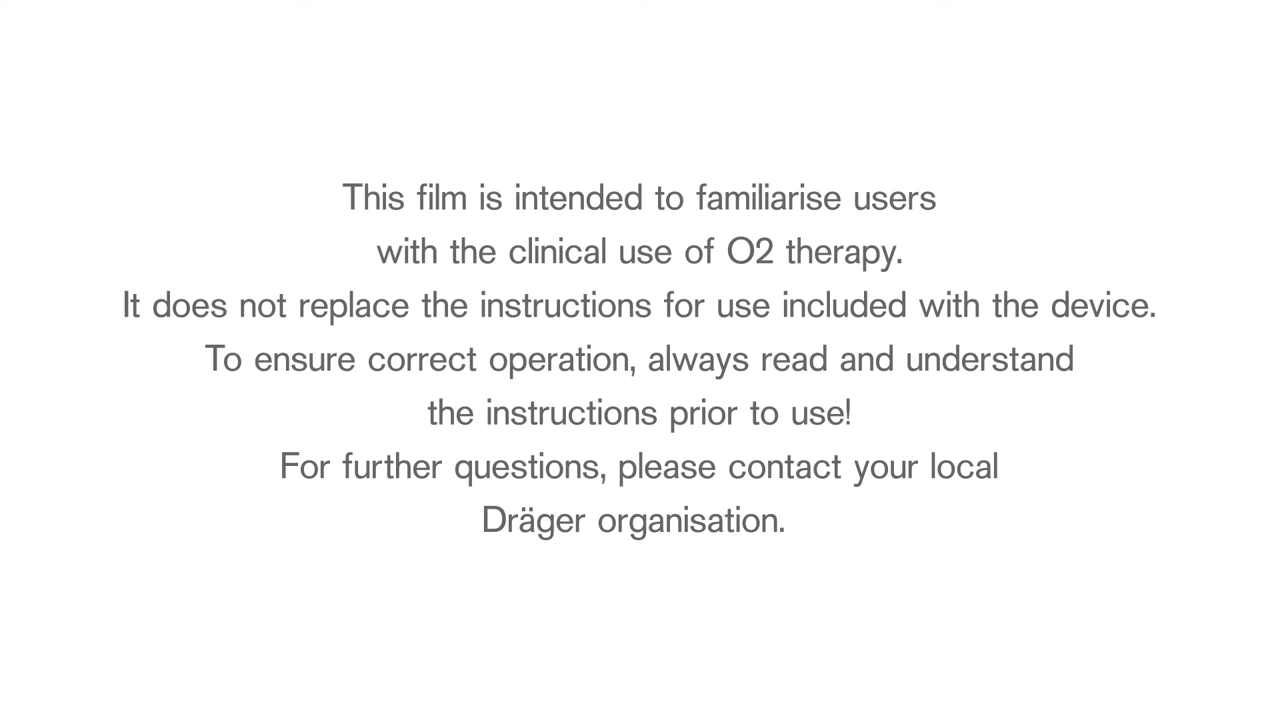 This film is intended to familiarise users
with the clinical use of O2 therapy.
It does not replace the instructions for use included with the device.
To ensure correct operation, always read and understand
the instructions prior to use!
For further questions, please contact your local
Dräger organisation.